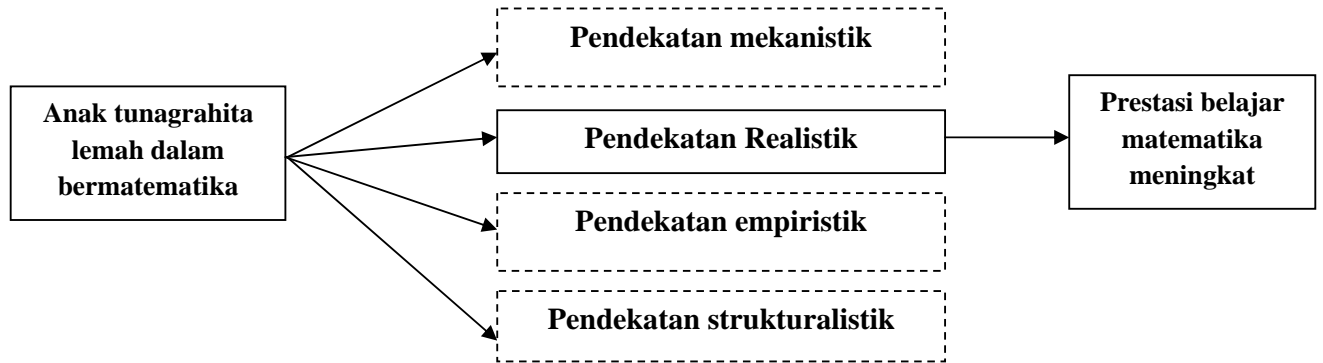 Anak tunagrahita
lemah dalam
bermatematika
Pendekatan mekanistik
Pendekatan Realistik
Pendekatan empiristik
Pendekatan strukturalistik
Prestasi belajar
matematika
meningkat